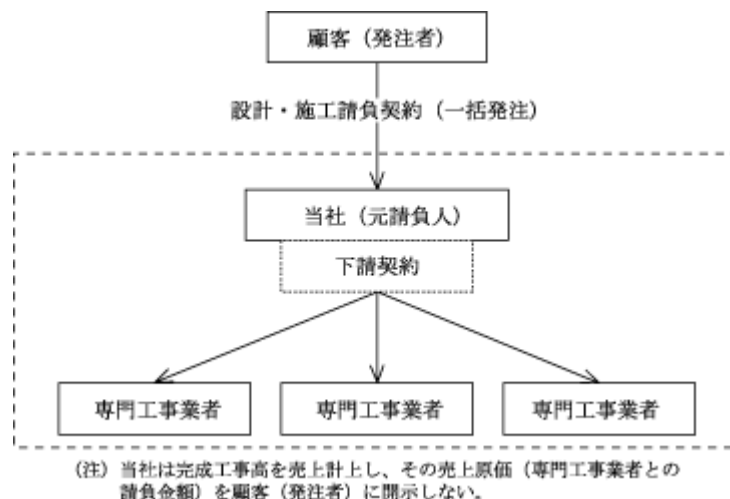 顧客（発注者）
設計・施工請負契約（一括発注）
当社（元請負人）
下請契約
専門工事業者 専門工事業者 専門工事業者
（注）当社は完成工事高を売上計上し、その売上原価（専門工事業者との
請負金額）を顧客（発注者）に開示しない。